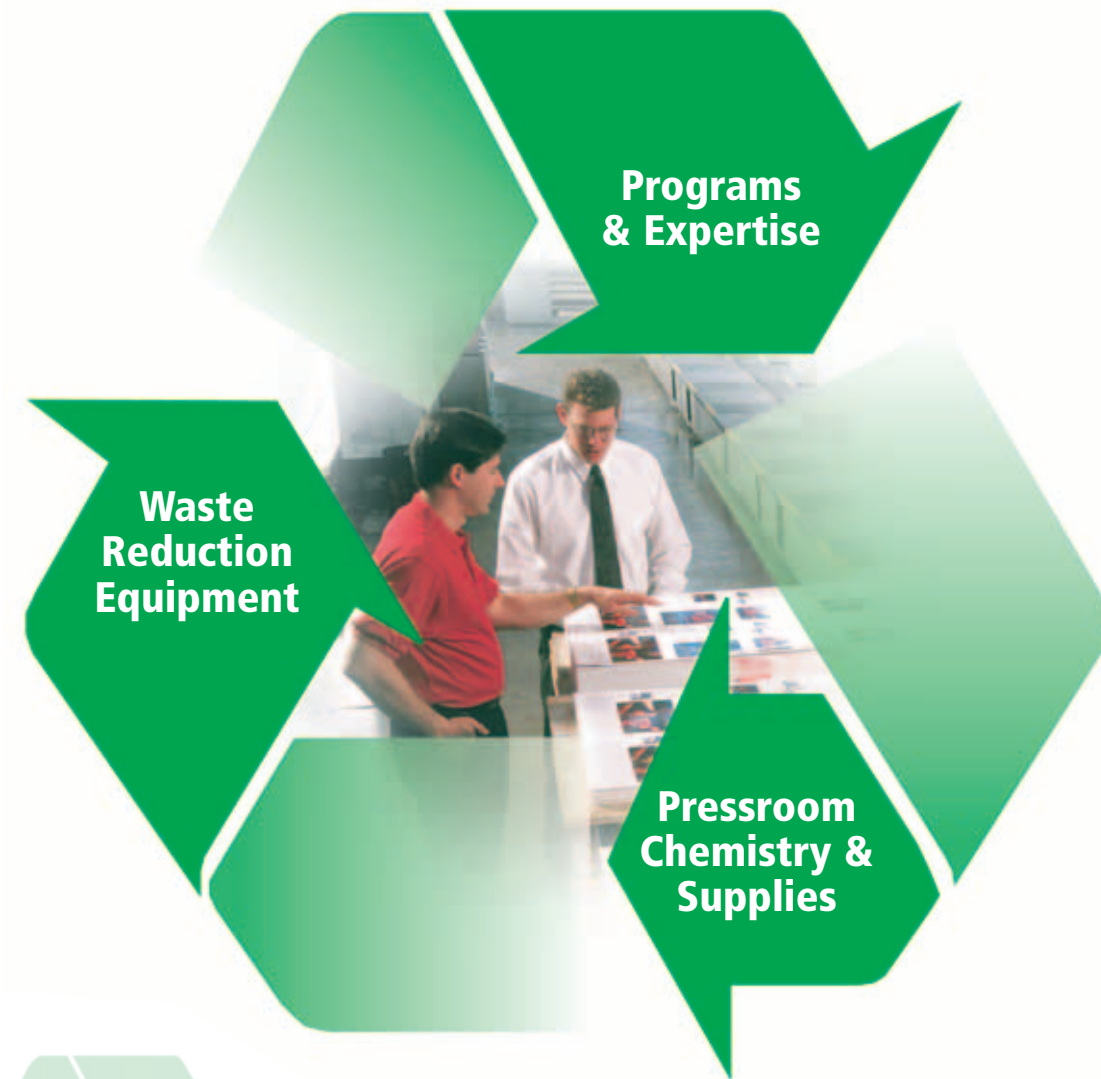 Programs
& Expertise
Waste
Reduction
Equipment
Pressroom
Chemistry &
Supplies